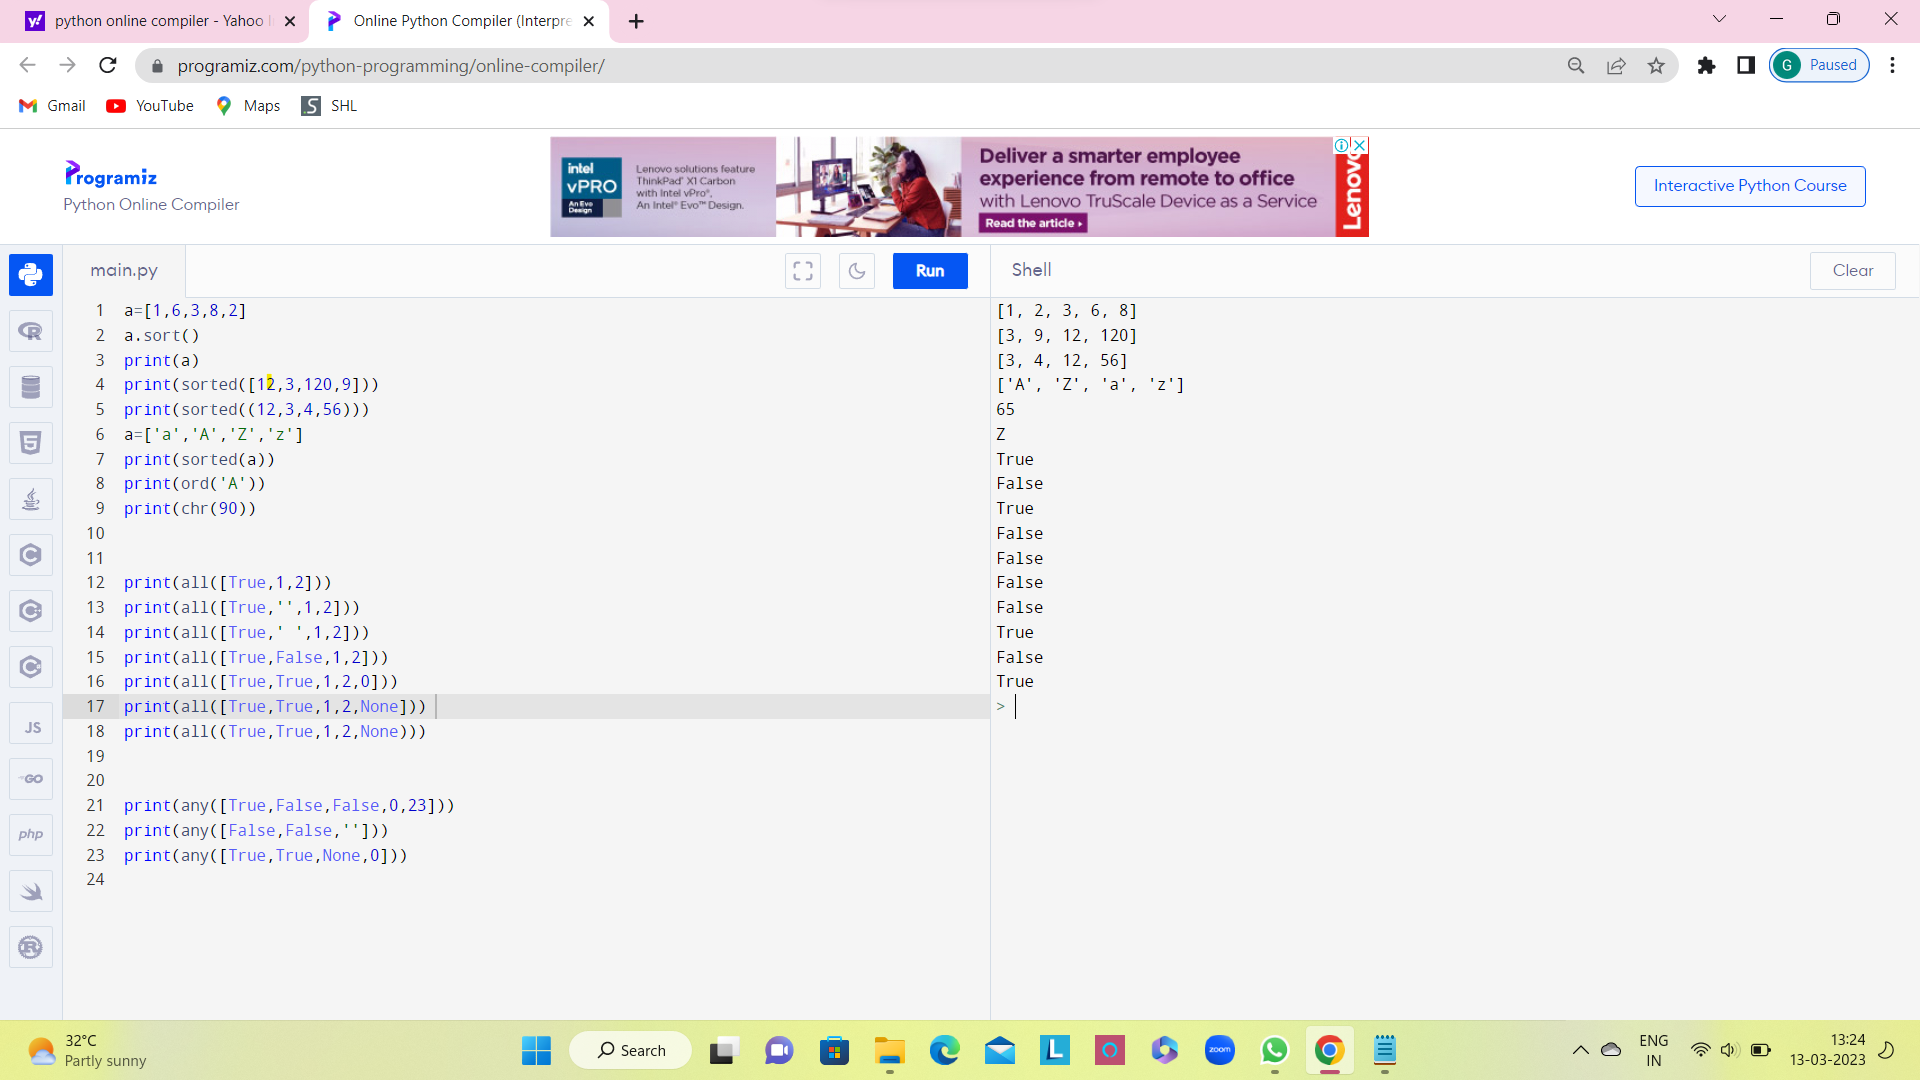 python online compiler - Yahoo I
Online Python Compiler (Interpre
programiz.com/python-programming/online-compiler/
G Paused
Gmail YouTube Maps SHL
Programiz
Python Online Compiler
intel
vPRO
An Evo
Design
Lenovo solutions feature
ThinkPad® X1 Carbon
with Intel vPro®,
An Intel® Evo™ Design.
Deliver a smarter employee
experience from remote to office
with Lenovo TruScale Device as a Service
Read the article ›
Lenovo
Interactive Python Course
main.py
Run
Shell
Clear
1 a=[1,6,3,8,2]
2 a.sort()
3 print(a)
4 print(sorted([12,3,120,9]))
5 print(sorted((12,3,4,56)))
6 a=['a','A','Z','z']
7 print(sorted(a))
8 print(ord('A'))
9 print(chr(90))
10
11
12 print(all([True,1,2]))
13 print(all([True,'',1,2]))
14 print(all([True,' ',1,2]))
15 print(all([True,False,1,2]))
16 print(all([True,True,1,2,0]))
17 print(all([True,True,1,2,None]))
18 print(all((True,True,1,2,None)))
19
20
21 print(any([True,False,False,0,23]))
22 print(any([False,False,'']))
23 print(any([True,True,None,0]))
24
[1, 2, 3, 6, 8]
[3, 9, 12, 120]
[3, 4, 12, 56]
['A', 'Z', 'a', 'z']
65
Z
True
False
True
False
False
False
False
True
False
True
>
JS
GO
php
32°C
Partly sunny
Search
zoom
ENG
IN
13:24
13-03-2023